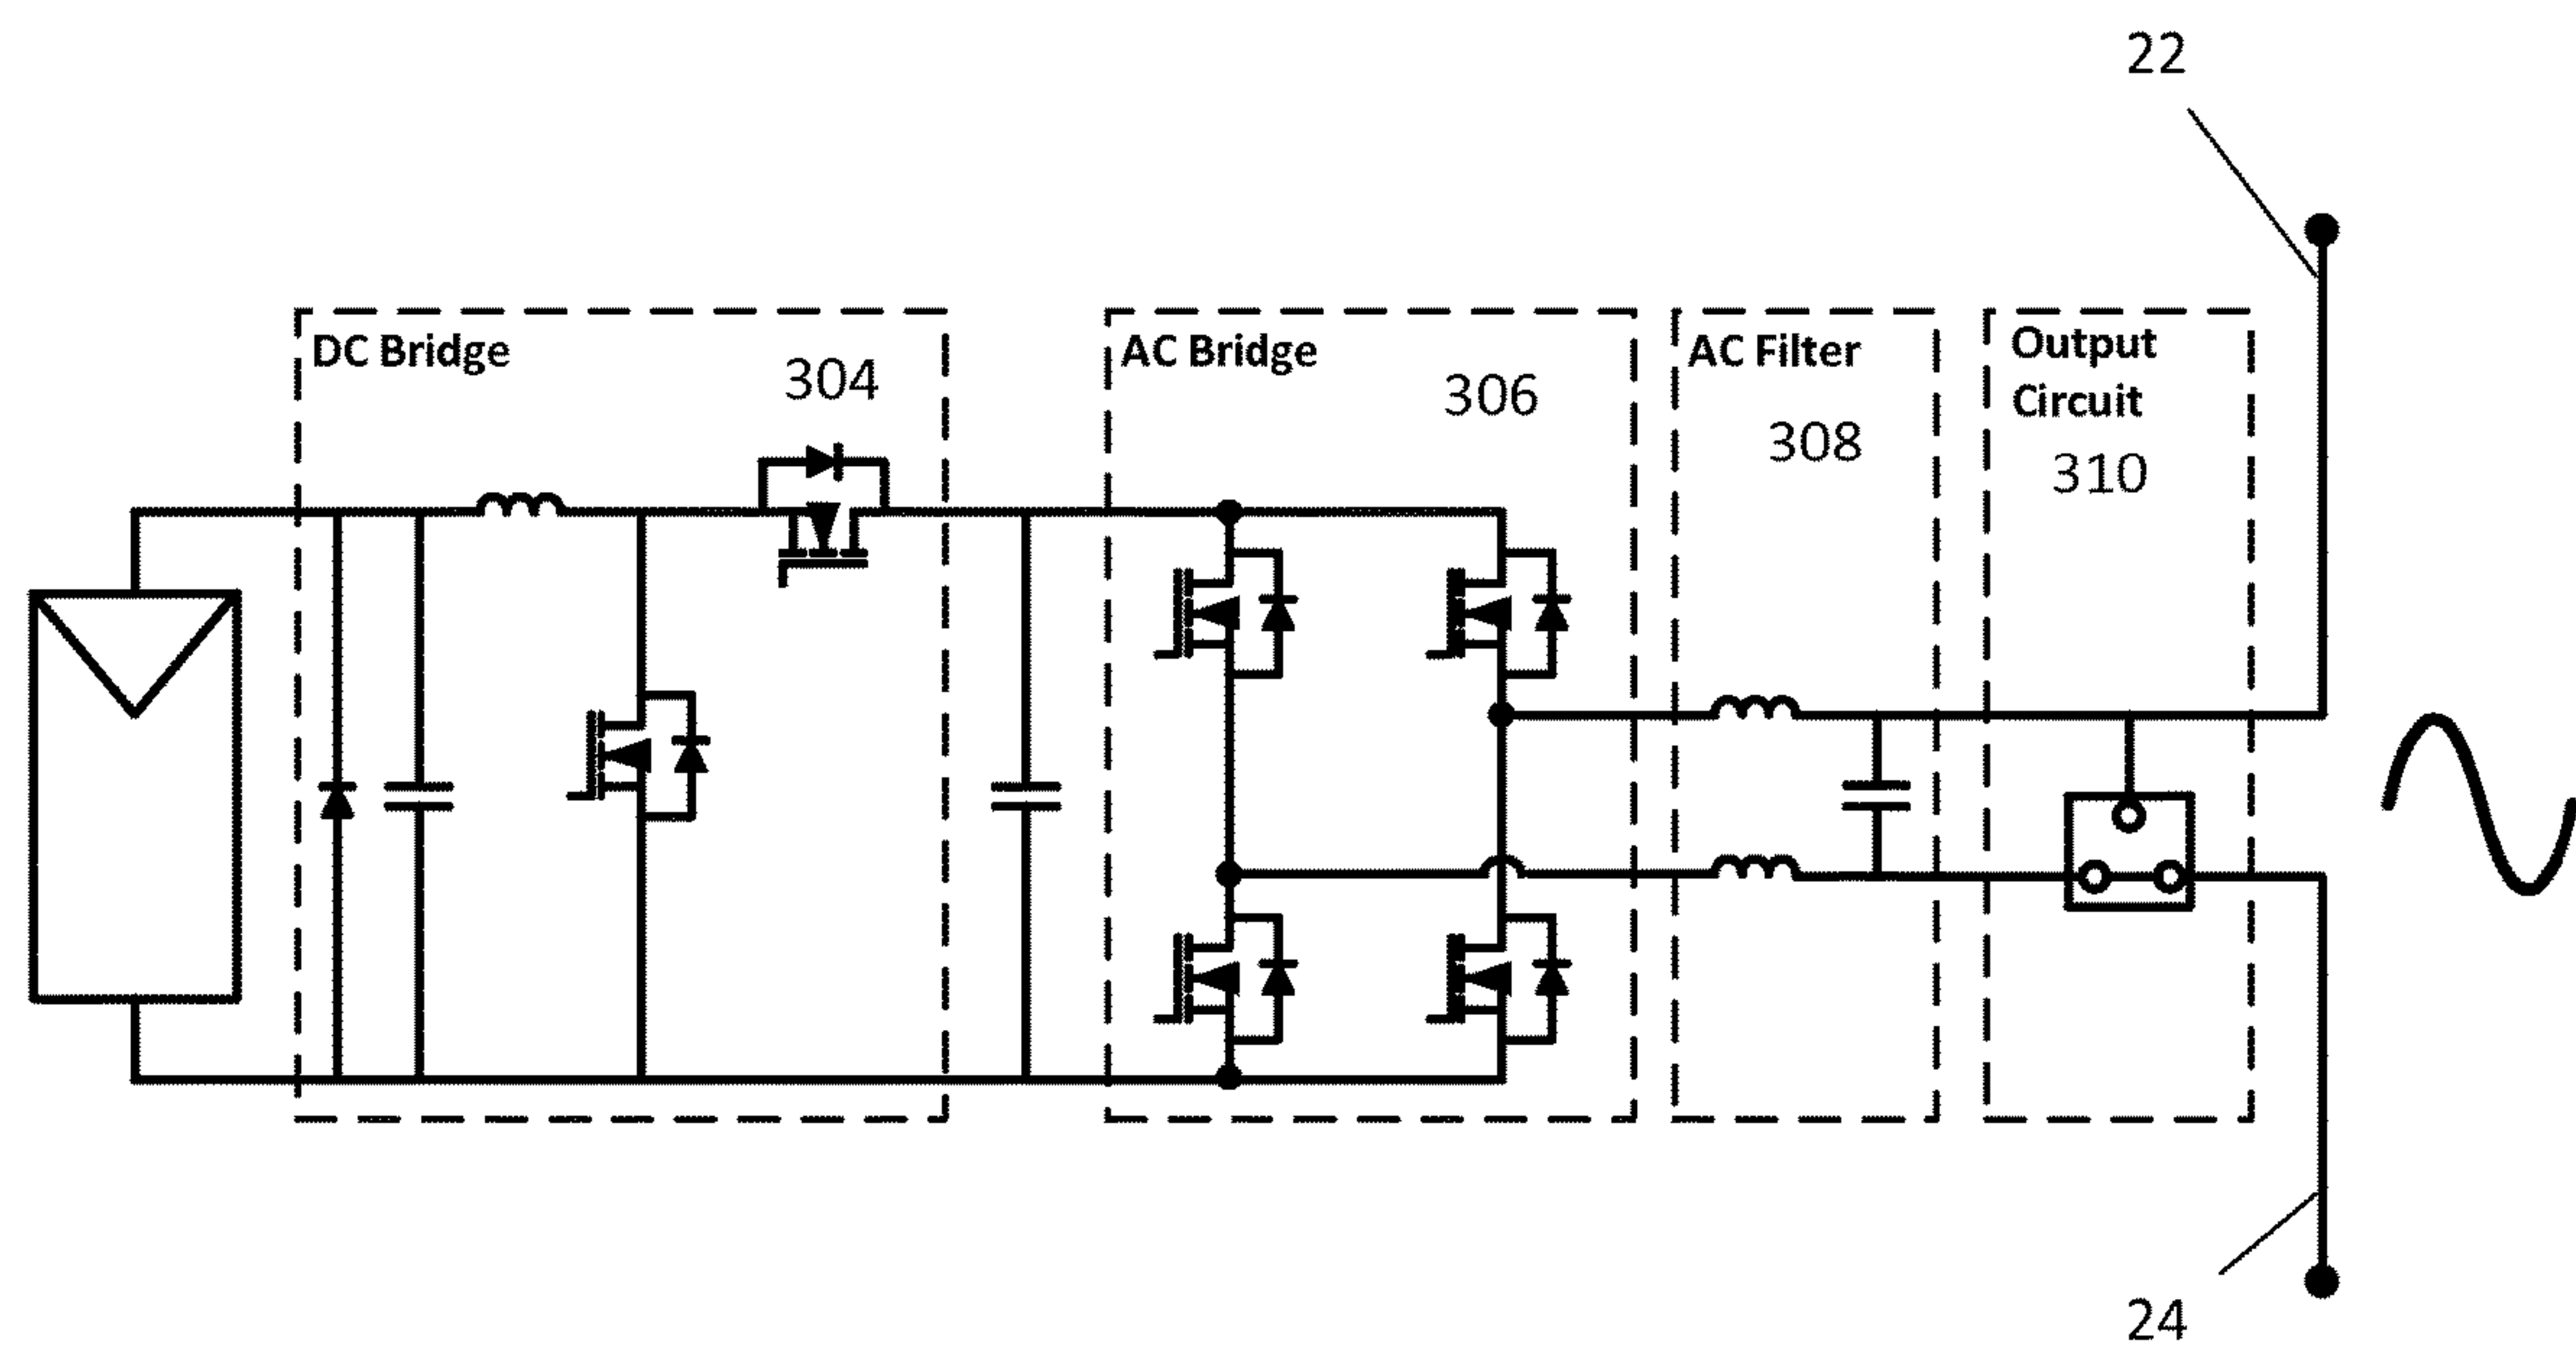 22
DC Bridge
304
AC Bridge
306
AC Filter
308
Output
Circuit
310
24